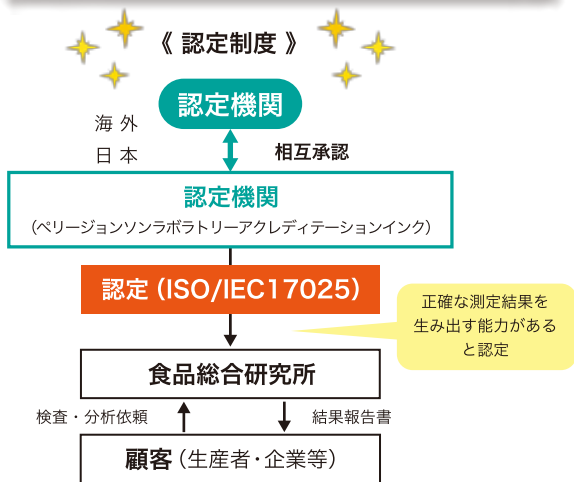 《 認定制度 》
認定機関
海 外
日 本
相互承認
認定機関
（ペリージョンソンラボラトリーアクレディテーションインク）
認定（ISO/IEC17025）
正確な測定結果を
生み出す能力がある
と認定
食品総合研究所
検査・分析依頼
結果報告書
顧客（生産者・企業等）